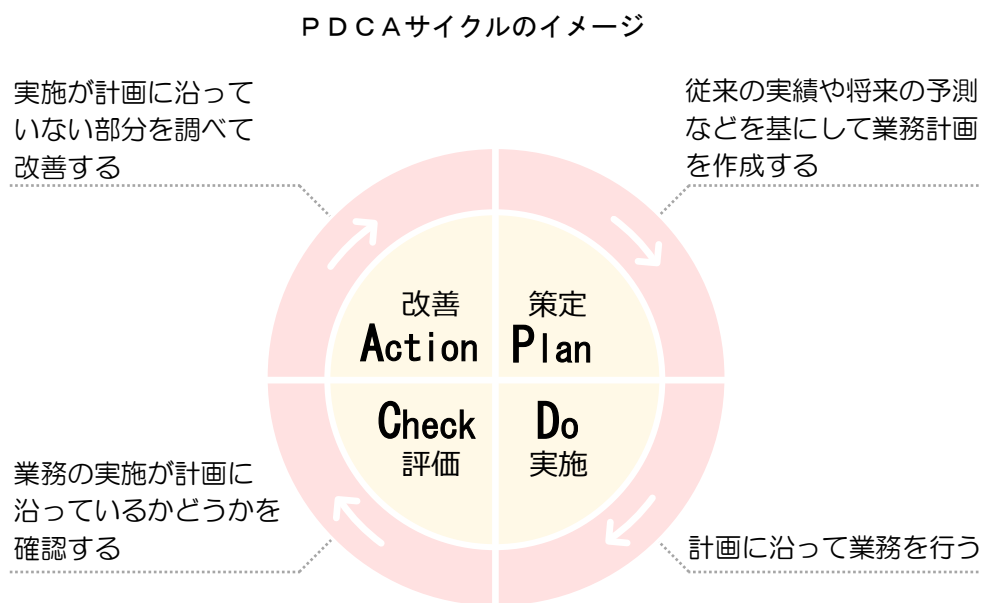 ＰＤＣＡサイクルのイメージ
実施が計画に沿って
いない部分を調べて
改善する
従来の実績や将来の予測
などを基にして業務計画
を作成する
改善
Action
策定
Plan
Check
評価
Do
実施
業務の実施が計画に
沿っているかどうかを
確認する
計画に沿って業務を行う